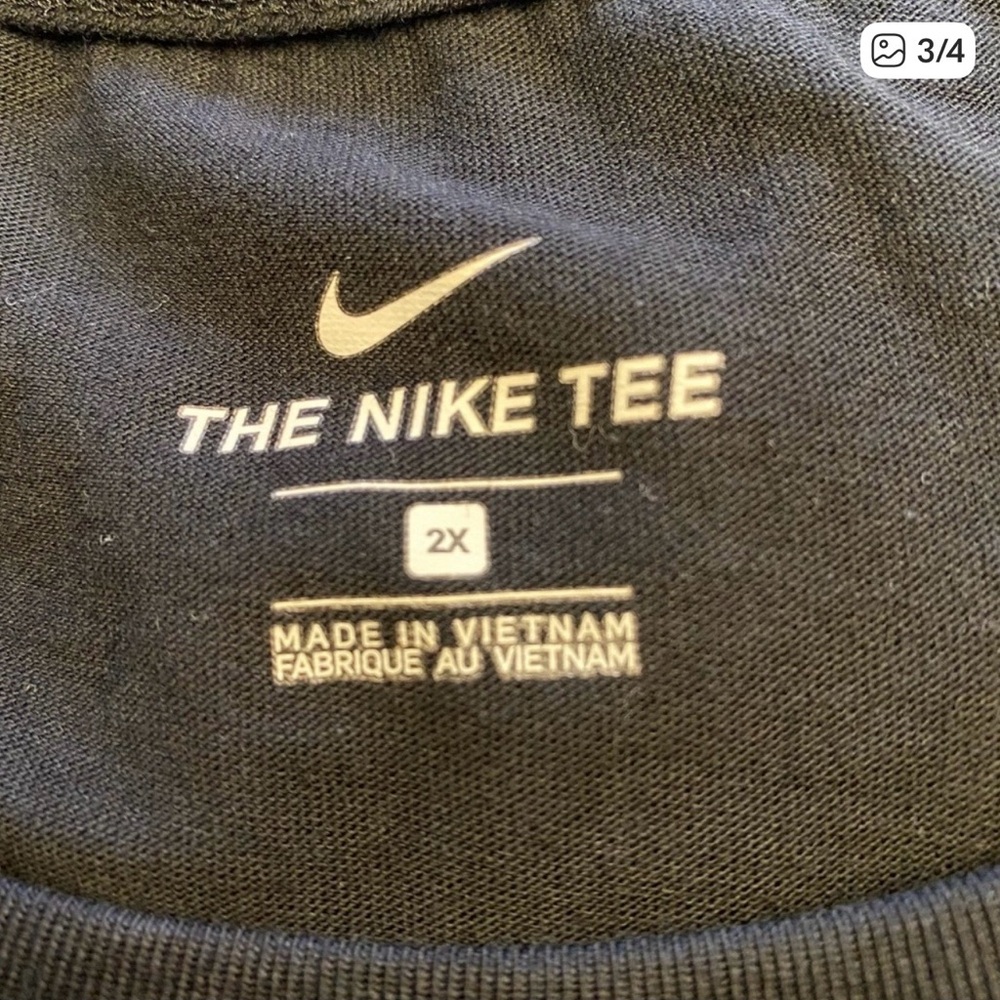 3/4
THE NIKE TEE
2X
MADE IN VIETNAM
FABRIQUE AU VIETNAM